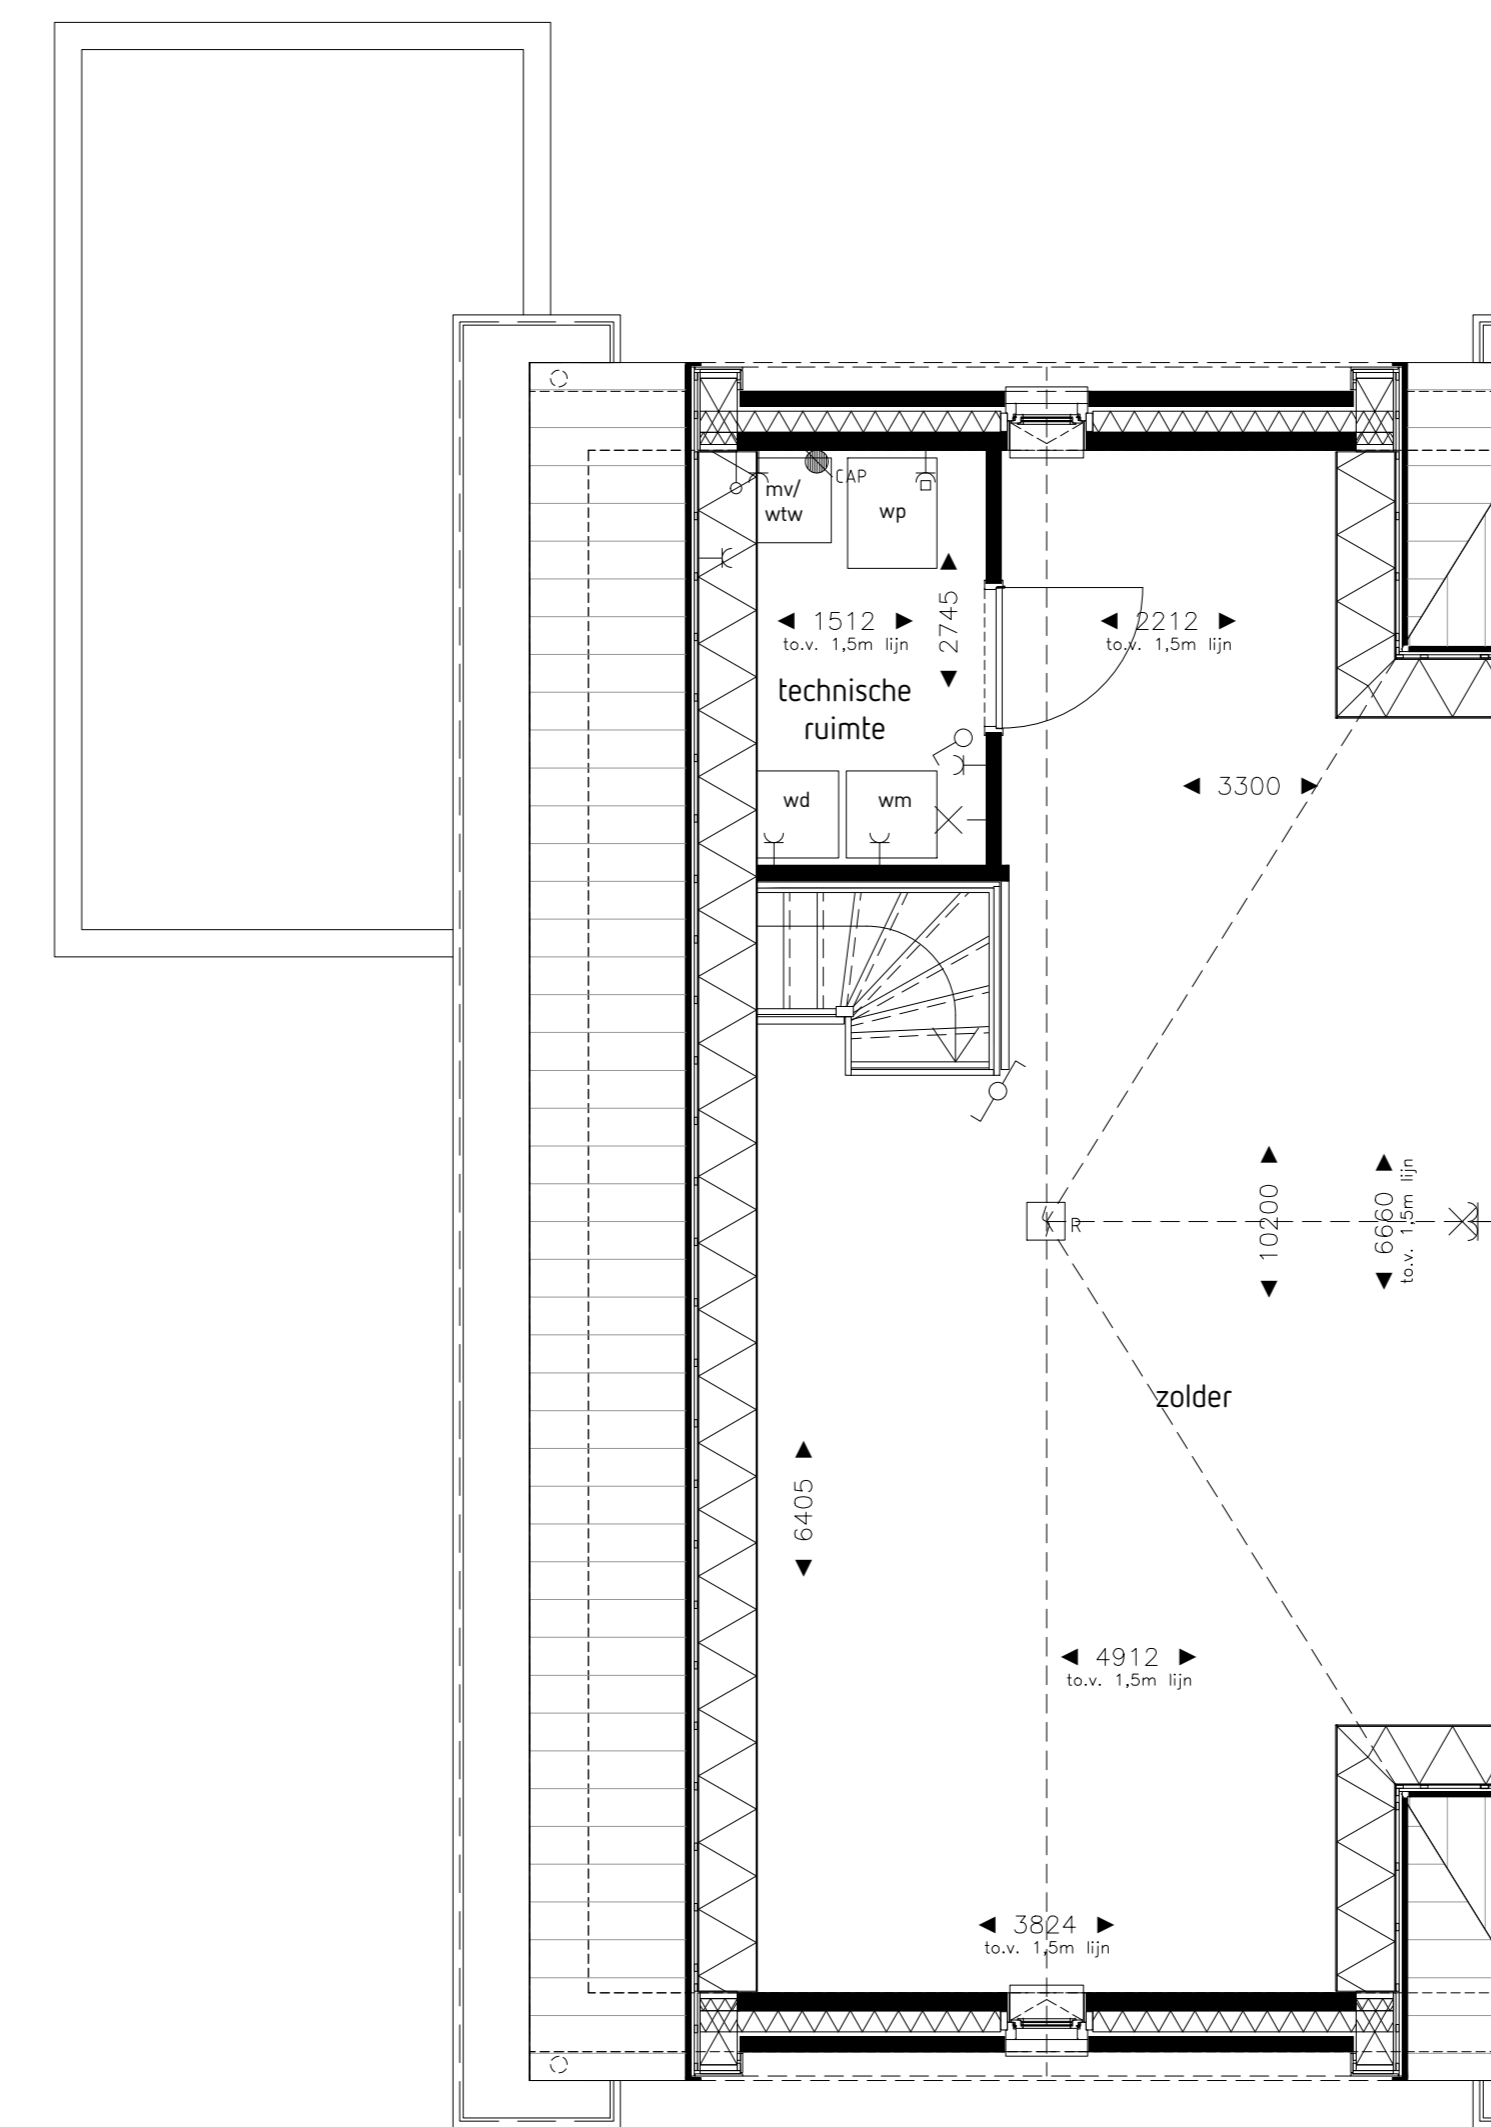 mv/
wtw
CAP
wp
1512
to.v. 1,5m lijn
2745
2212
to.v. 1,5m lijn
technische
ruimte
3300
wd
wm
R
10200
6660
to.v. 1,5m lijn
zolder
6405
4912
to.v. 1,5m lijn
3824
to.v. 1,5m lijn